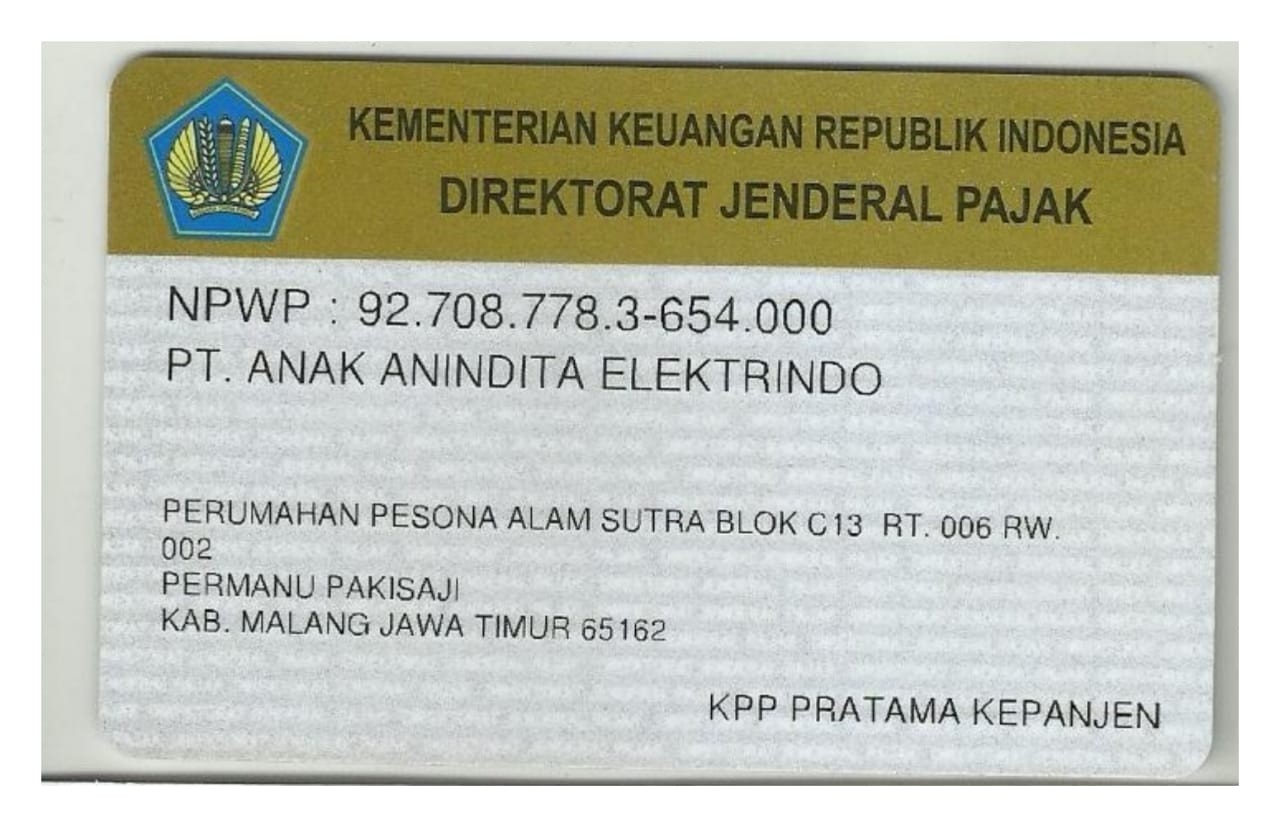 KEMENTERIAN KEUANGAN REPUBLIK INDONESIA
DIREKTORAT JENDERAL PAJAK
NPWP : 92.708.778.3-654.000
PT. ANAK ANINDITA ELEKTRINDO
PERUMAHAN PESONA ALAM SUTRA BLOK C13 RT. 006 RW.
002
PERMANU PAKISAJI
KAB. MALANG JAWA TIMUR 65162
KPP PRATAMA KEPANJEN